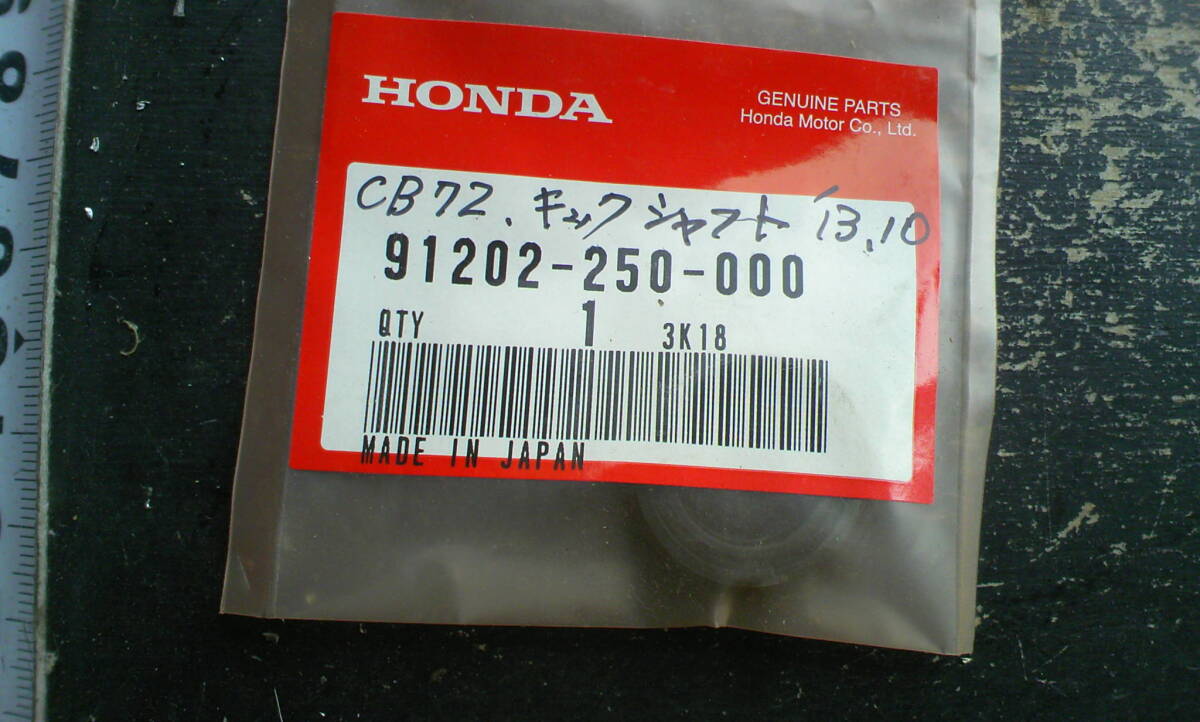 HONDA
GENUINE PARTS
Honda Motor Co., Ltd.
CB72. キックシャフト '13.10
91202-250-000
QTY 1 3K18
MADE IN JAPAN